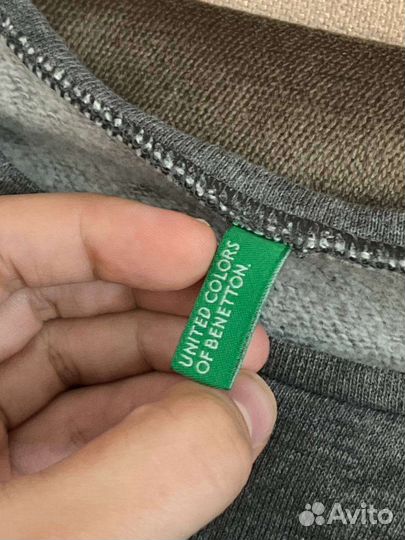 UNITED COLORS
OF BENETTON.
Avito